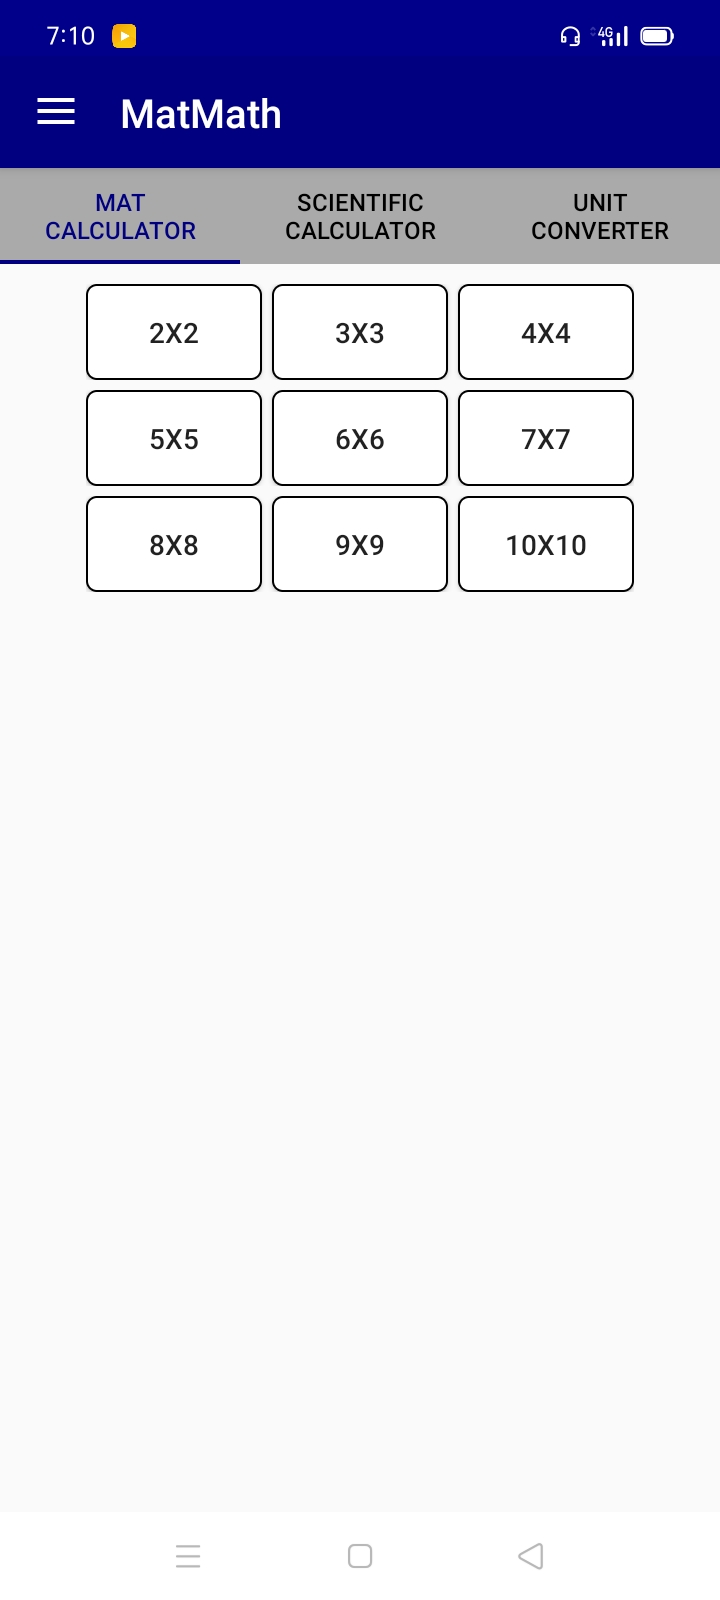 7:10
4G
MatMath
MAT
CALCULATOR
SCIENTIFIC
CALCULATOR
UNIT
CONVERTER
2X2
3X3
4X4
5X5
6X6
7X7
8X8
9X9
10X10